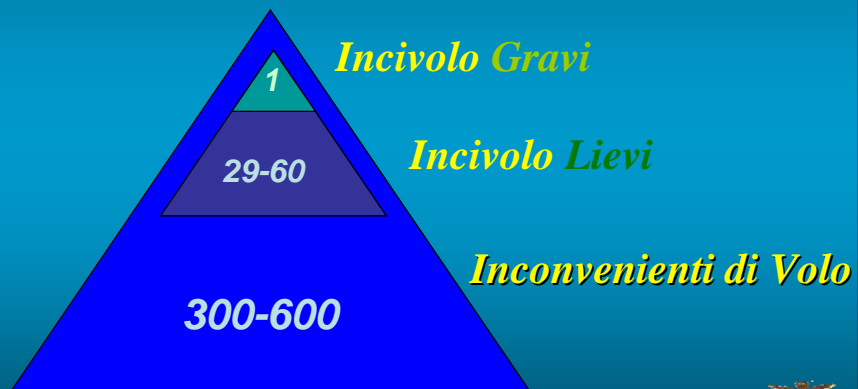 Incivolo Gravi
1
Incivolo Lievi
29-60
Inconvenienti di Volo
300-600